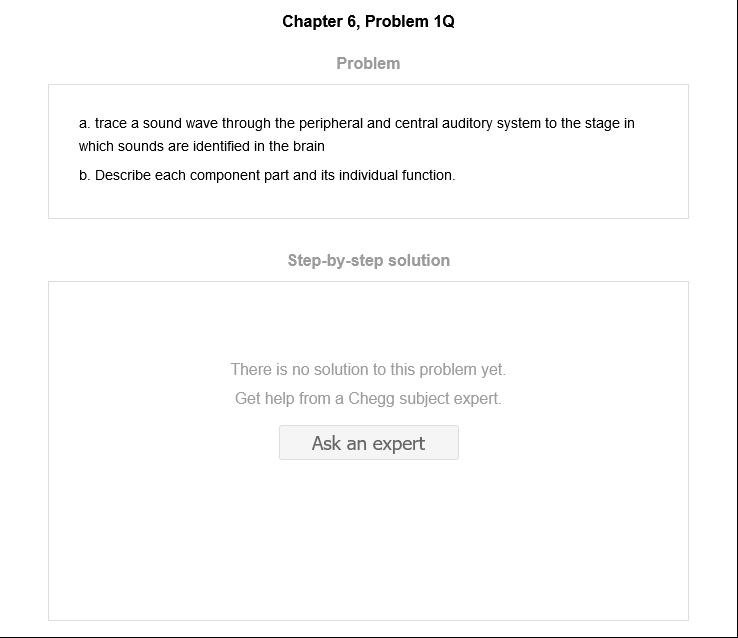 Chapter 6, Problem 1Q
Problem
a. trace a sound wave through the peripheral and central auditory system to the stage in
which sounds are identified in the brain
b. Describe each component part and its individual function.
Step-by-step solution
There is no solution to this problem yet.
Get help from a Chegg subject expert.
Ask an expert